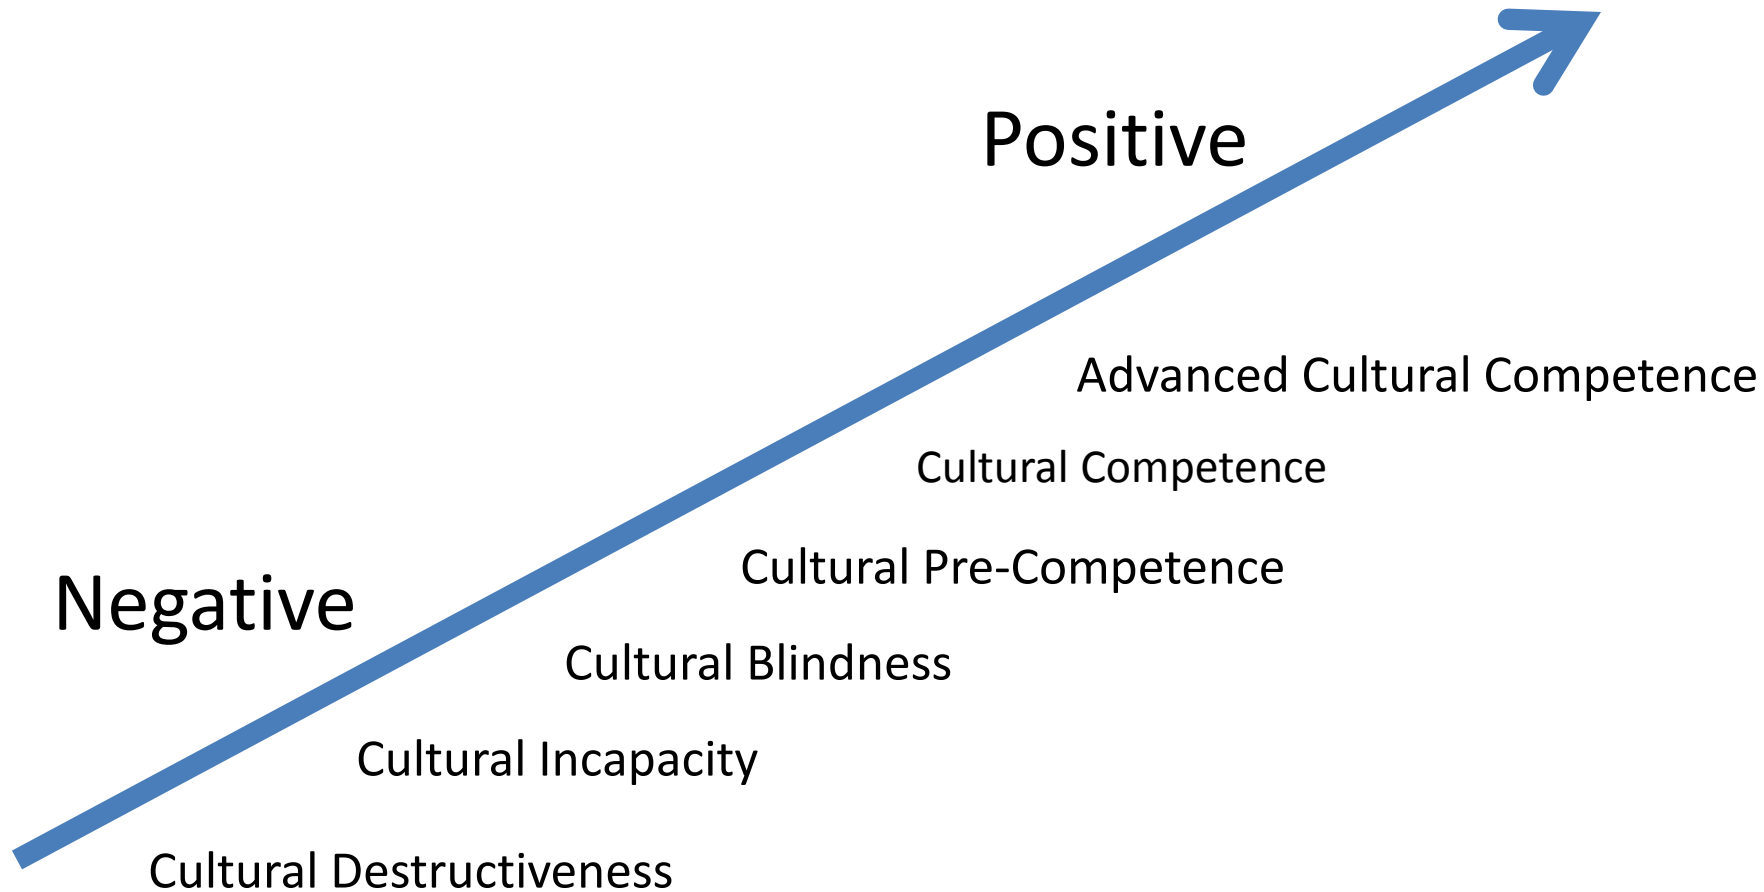 Positive
Advanced Cultural Competence
Cultural Competence
Cultural Pre-Competence
Negative
Cultural Blindness
Cultural Incapacity
Cultural Destructiveness